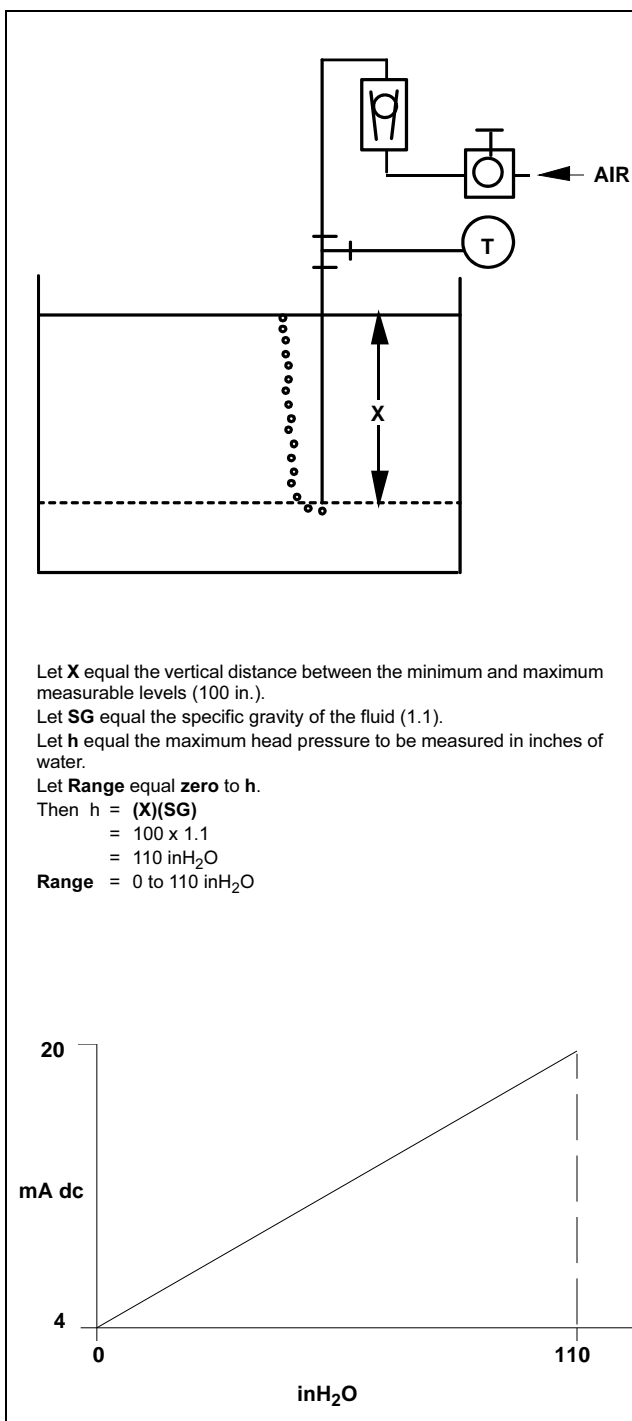 AIR
T
X
Let X equal the vertical distance between the minimum and maximum
measurable levels (100 in.).
Let SG equal the specific gravity of the fluid (1.1).
Let h equal the maximum head pressure to be measured in inches of
water.
Let Range equal zero to h.
Then h = (X)(SG)
= 100 x 1.1
= 110 inH2O
Range = 0 to 110 inH2O
20
mA dc
4
0 110
inH2O